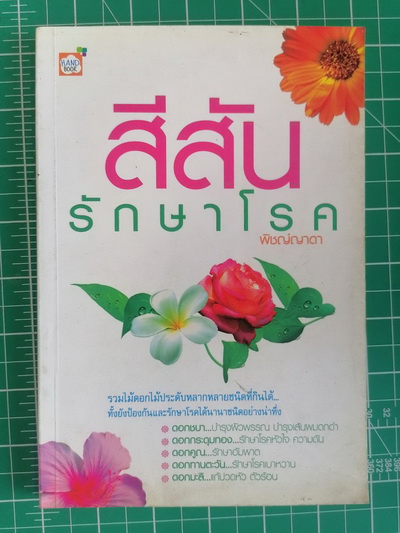 HAND
BOOK
สีสัน
รักษาโรค
พิชญ์ญาดา
รวมไม้ดอกไม้ประดับหลากหลายชนิดที่กินได้...
ทั้งยังป้องกันและรักษาโรคได้นานาชนิดอย่างน่าทึ่ง
ดอกชบา...บำรุงผิวพรรณ บำรุงเส้นผมดกดำ
ดอกกระดุมทอง...รักษาโรคหัวใจ ความดัน
ดอกคูณ...รักษาอัมพาต
ดอกทานตะวัน...รักษาโรคเบาหวาน
ดอกมะลิ...แก้ปวดหัว ตัวร้อน